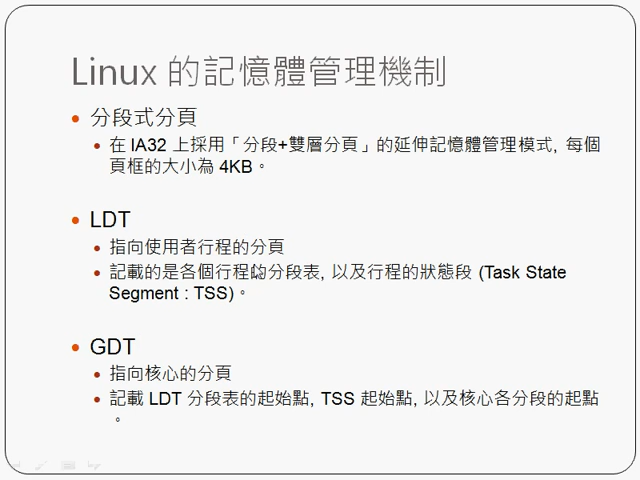 Linux 的記憶體管理機制
分段式分頁
在 IA32 上採用「分段+雙層分頁」的延伸記憶體管理模式, 每個
頁框的大小為 4KB。
LDT
指向使用者行程的分頁
記載的是各個行程的分段表, 以及行程的狀態段 (Task State
Segment : TSS)。
GDT
指向核心的分頁
記載 LDT 分段表的起始點, TSS 起始點, 以及核心各分段的起點
。